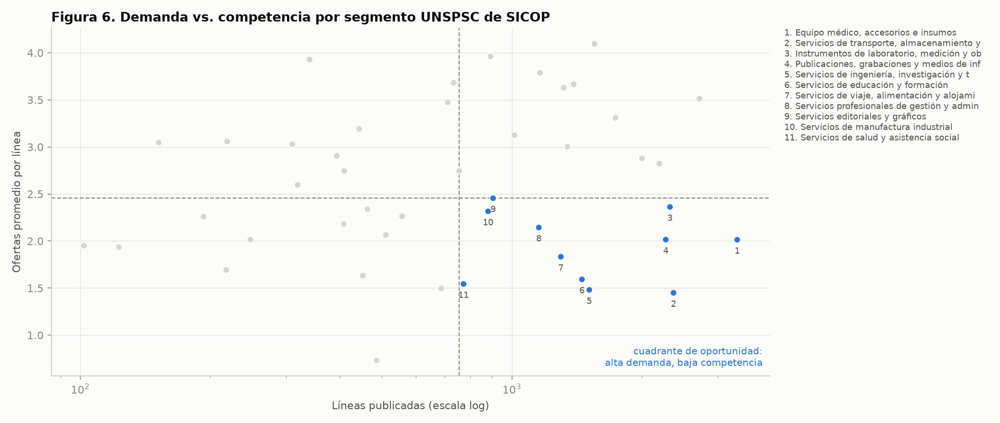 Figura 6. Demanda vs. competencia por segmento UNSPSC de SICOP
1. Equipo médico, accesorios e insumos
2. Servicios de transporte, almacenamiento y
3. Instrumentos de laboratorio, medición y ob
4. Publicaciones, grabaciones y medios de inf
5. Servicios de ingeniería, investigación y t
6. Servicios de educación y formación
7. Servicios de viaje, alimentación y alojami
8. Servicios profesionales de gestión y admin
9. Servicios editoriales y gráficos
10. Servicios de manufactura industrial
11. Servicios de salud y asistencia social
Ofertas promedio por línea
4.0
3.5
3.0
2.5
2.0
1.5
1.0
9
10
3
8
4
1
7
6
11
5
2
cuadrante de oportunidad:
alta demanda, baja competencia
10²
10³
Líneas publicadas (escala log)